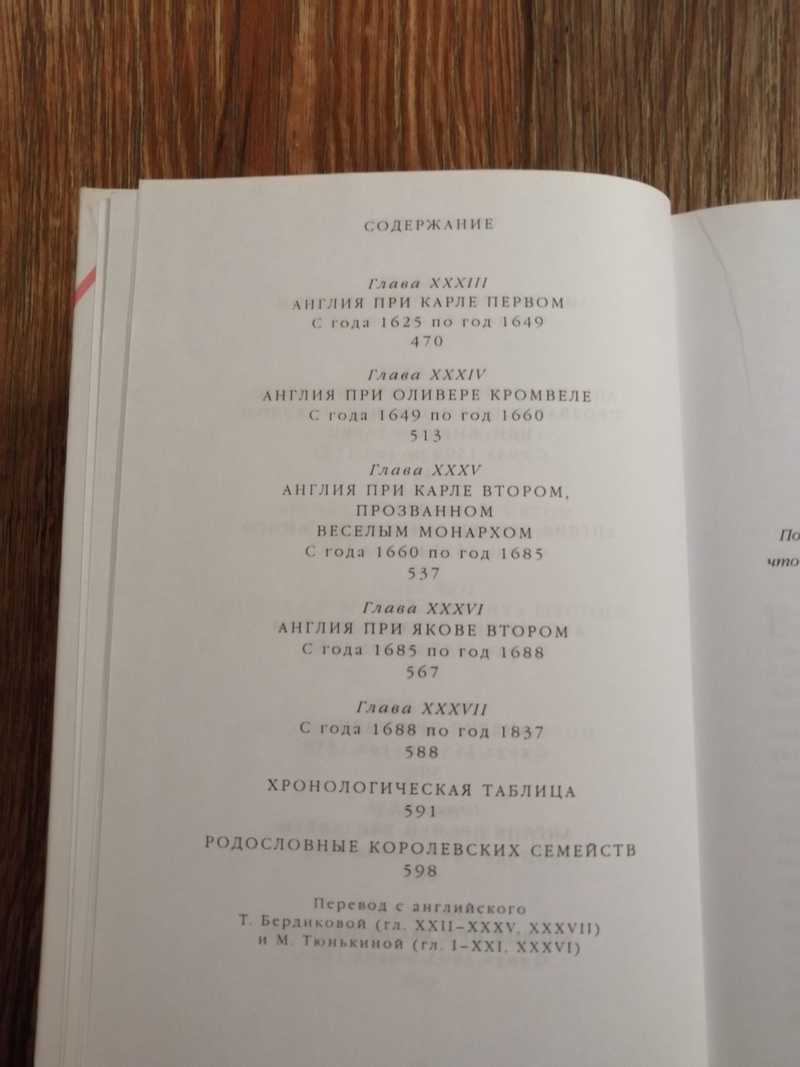 СОДЕРЖАНИЕ
Глава XXXIII
АНГЛИЯ ПРИ КАРЛЕ ПЕРВОМ
С года 1625 по год 1649
470
Глава XXXIV
АНГЛИЯ ПРИ ОЛИВЕРЕ КРОМВЕЛЕ
С года 1649 по год 1660
513
Глава XXXV
АНГЛИЯ ПРИ КАРЛЕ ВТОРОМ,
ПРОЗВАННОМ
ВЕСЕЛЫМ МОНАРХОМ
С года 1660 по год 1685
537
Глава XXXVI
АНГЛИЯ ПРИ ЯКОВЕ ВТОРОМ
С года 1685 по год 1688
567
Глава XXXVII
С года 1688 по год 1837
588
ХРОНОЛОГИЧЕСКАЯ ТАБЛИЦА
591
РОДОСЛОВНЫЕ КОРОЛЕВСКИХ СЕМЕЙСТВ
598
Перевод с английского
Т. Бердиковой (гл. XXII–XXXV, XXXVII)
и М. Тюнькиной (гл. I–XXI, XXXVI)
По
что